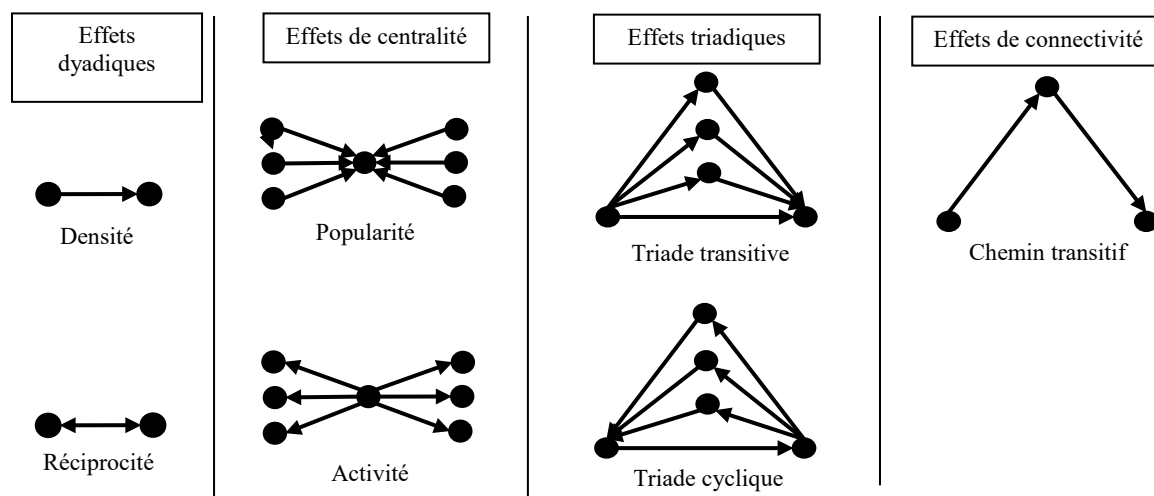 Effets
dyadiques
Effets de centralité
Effets triadiques
Effets de connectivité
Densité
Popularité
Triade transitive
Chemin transitif
Réciprocité
Activité
Triade cyclique